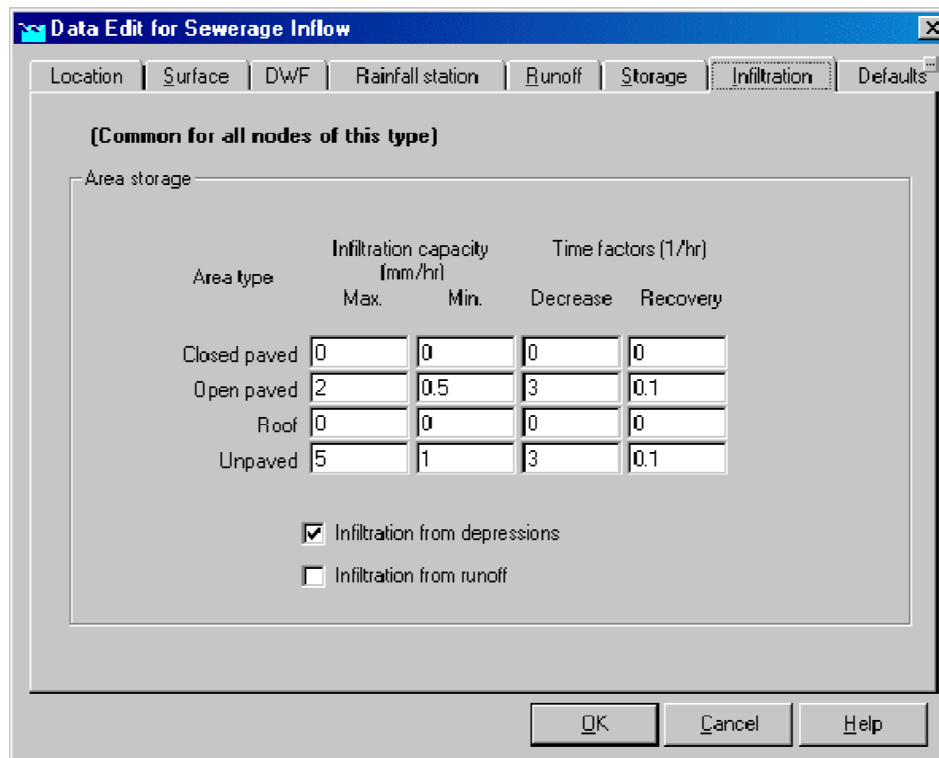 Data Edit for Sewerage Inflow
Location Surface DWF Rainfall station Runoff Storage Infiltration Defaults ...
(Common for all nodes of this type)
Area storage
Area type Infiltration capacity (mm/hr) Time factors (1/hr)
Max. Min. Decrease Recovery
Closed paved 0 0 0 0
Open paved 2 0.5 3 0.1
Roof 0 0 0 0
Unpaved 5 1 3 0.1
Infiltration from depressions
Infiltration from runoff
OK Cancel Help